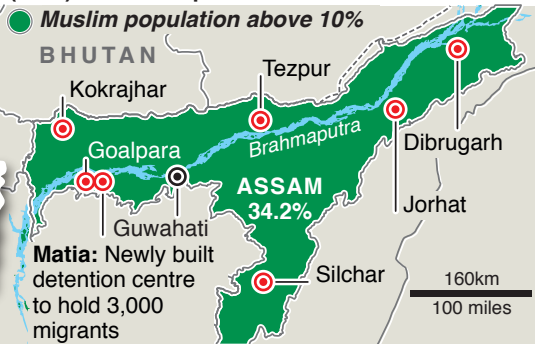 Muslim population above 10%
BHUTAN
Kokrajhar
Tezpur
Goalpara
Brahmaputra
Dibrugarh
ASSAM
34.2%
Guwahati
Jorhat
Matia: Newly built
detention centre
to hold 3,000
migrants
Silchar
160km
100 miles